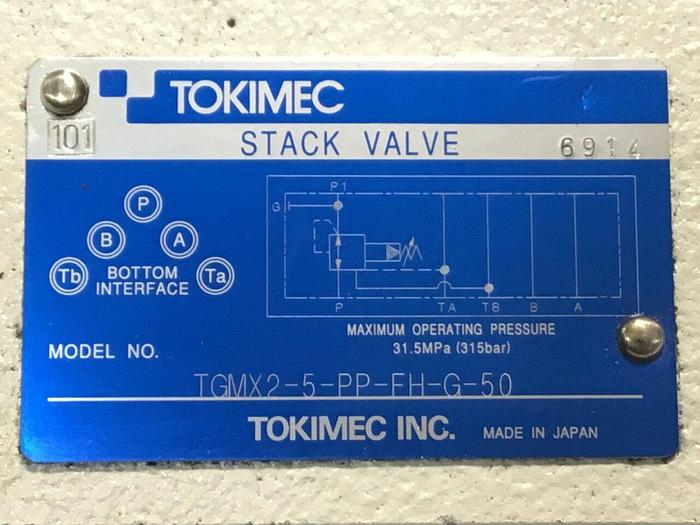 TOKIMEC
101
STACK VALVE 6914
P1
G
P
B A
Tb BOTTOM INTERFACE Ta
P TA TB B A
MAXIMUM OPERATING PRESSURE
31.5MPa (315bar)
MODEL NO.
TGMX2-5-PP-FH-G-50
TOKIMEC INC. MADE IN JAPAN